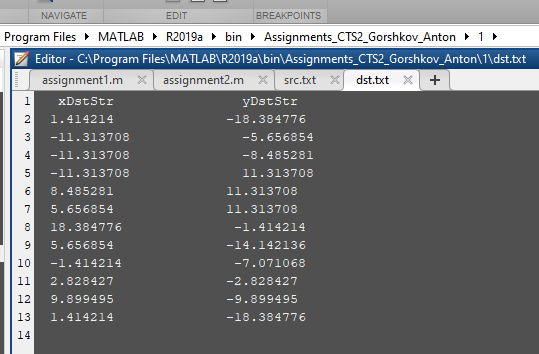 NAVIGATE EDIT BREAKPOINTS
Program Files MATLAB R2019a bin Assignments_CTS2_Gorshkov_Anton 1
Editor - C:\Program Files\MATLAB\R2019a\bin\Assignments_CTS2_Gorshkov_Anton\1\dst.txt
assignment1.m assignment2.m src.txt dst.txt
1 xDstStr yDstStr
2 1.414214 -18.384776
3 -11.313708 -5.656854
4 -11.313708 -8.485281
5 -11.313708 11.313708
6 8.485281 11.313708
7 5.656854 11.313708
8 18.384776 -1.414214
9 5.656854 -14.142136
10 -1.414214 -7.071068
11 2.828427 -2.828427
12 9.899495 -9.899495
13 1.414214 -18.384776
14